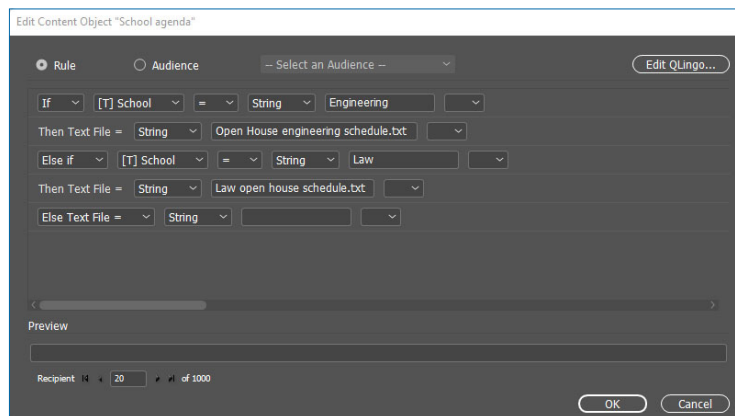 Edit Content Object "School agenda"
Rule Audience -- Select an Audience -- Edit QLingo...
If [T] School = String Engineering
Then Text File = String Open House engineering schedule.txt
Else if [T] School = String Law
Then Text File = String Law open house schedule.txt
Else Text File = String
Preview
Recipient 20 of 1000
OK Cancel